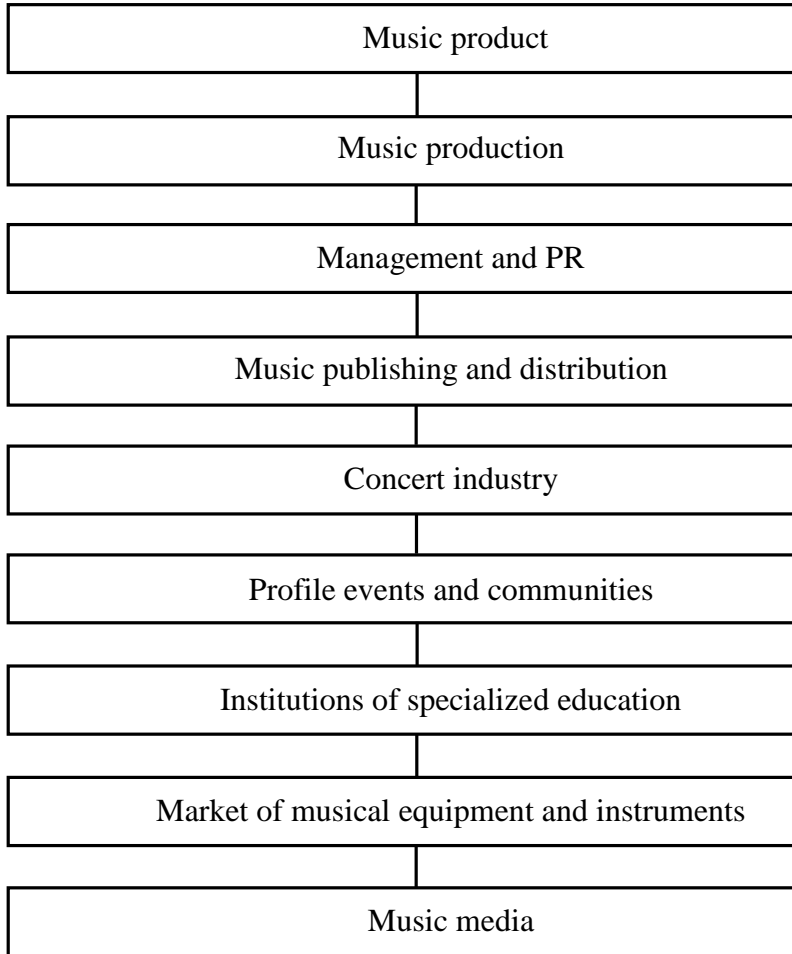 Music product
Music production
Management and PR
Music publishing and distribution
Concert industry
Profile events and communities
Institutions of specialized education
Market of musical equipment and instruments
Music media